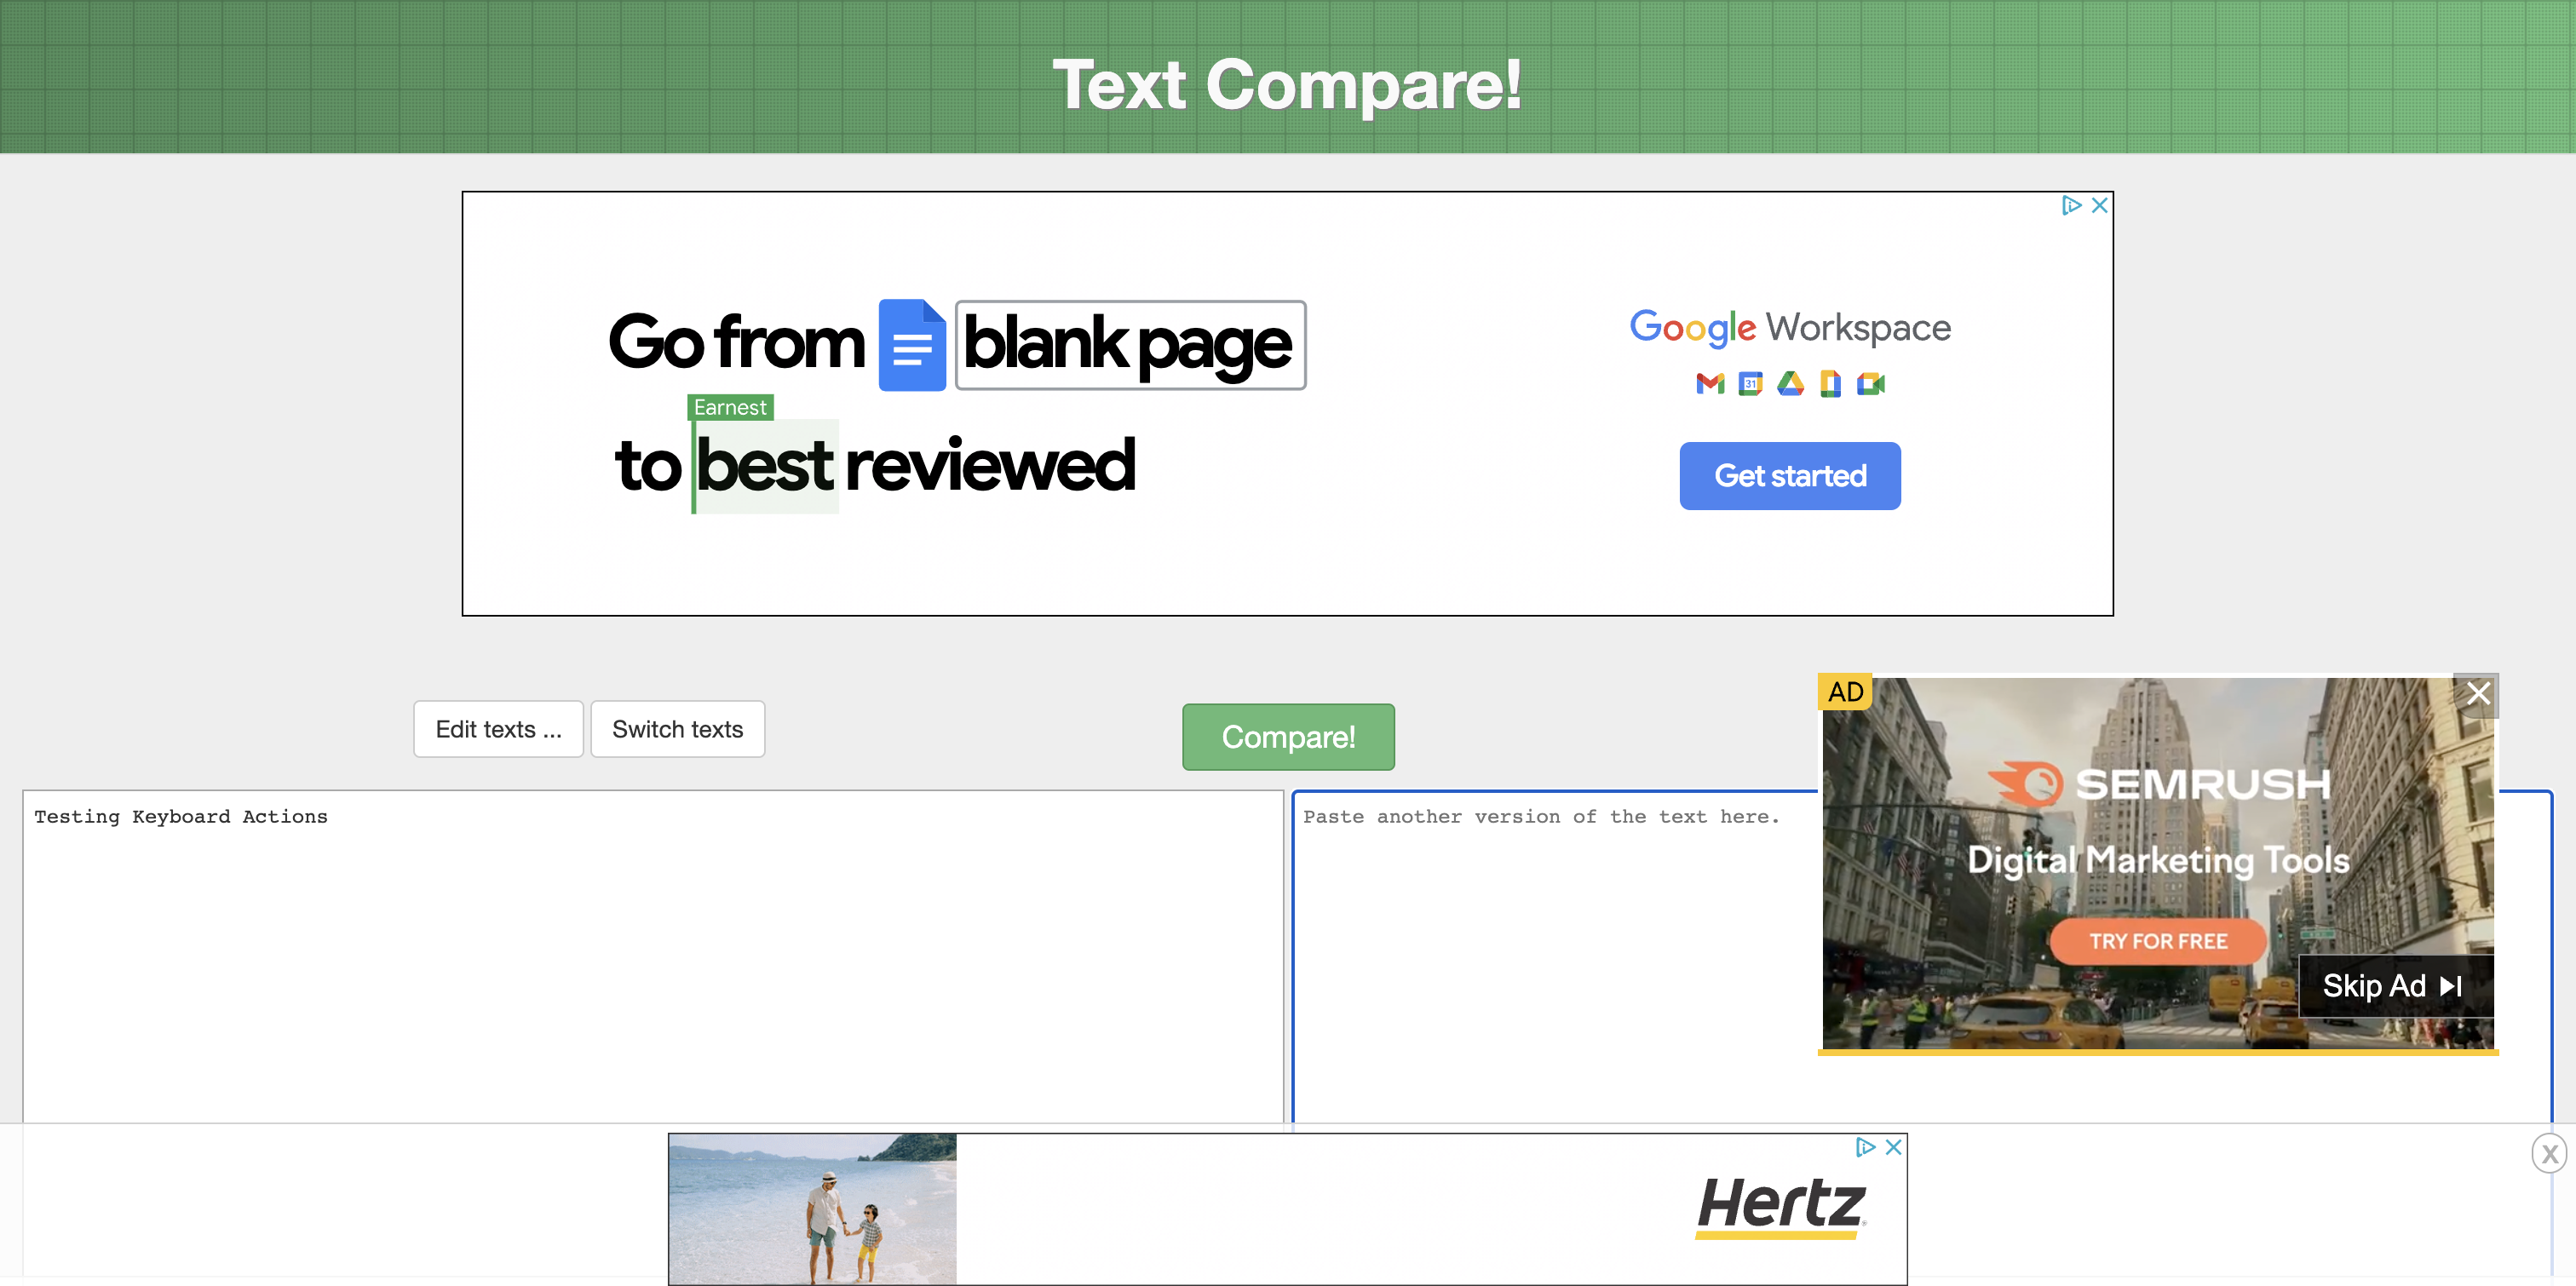 Text Compare!
Go from blank page
Earnest
to best reviewed
Google Workspace
31
Get started
Edit texts ...
Switch texts
Compare!
Testing Keyboard Actions
Paste another version of the text here.
AD
SEMRUSH
Digital Marketing Tools
TRY FOR FREE
Skip Ad
Hertz
X